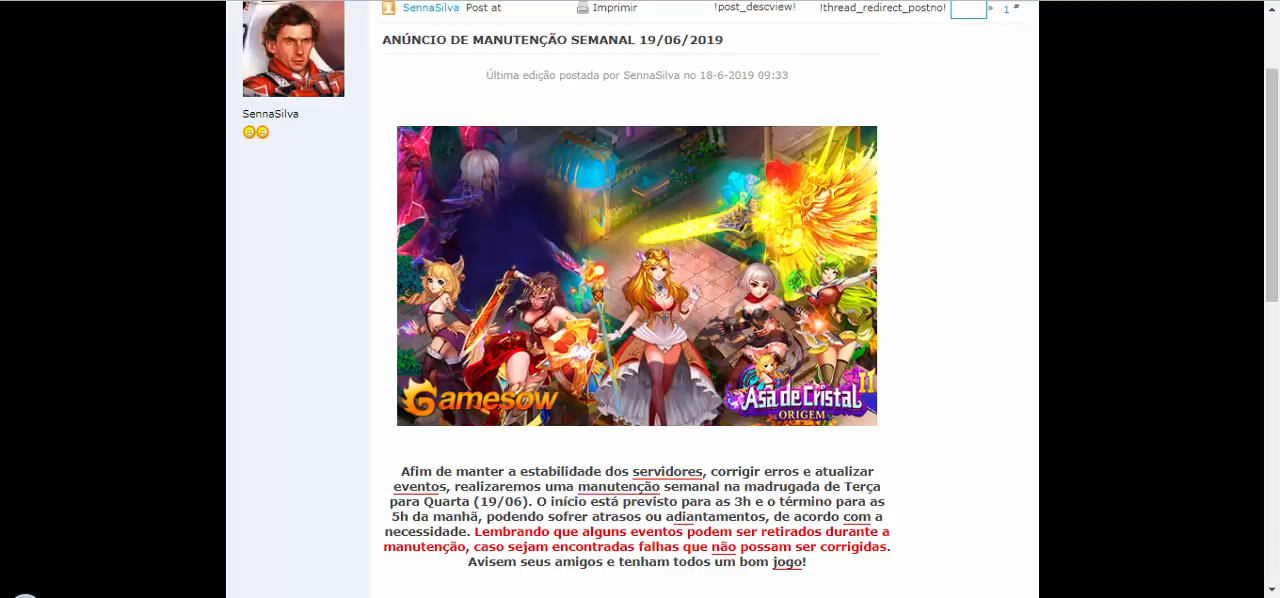 SennaSilva Post at Imprimir !post_descview! !thread_redirect_postno! » 1 #
ANÚNCIO DE MANUTENÇÃO SEMANAL 19/06/2019
Última edição postada por SennaSilva no 18-6-2019 09:33
SennaSilva
Gamesow
Asa de Cristal II
ORIGEM
Afim de manter a estabilidade dos servidores, corrigir erros e atualizar
eventos, realizaremos uma manutenção semanal na madrugada de Terça
para Quarta (19/06). O início está previsto para as 3h e o término para as
5h da manhã, podendo sofrer atrasos ou adiantamentos, de acordo com a
necessidade. Lembrando que alguns eventos podem ser retirados durante a
manutenção, caso sejam encontradas falhas que não possam ser corrigidas.
Avisem seus amigos e tenham todos um bom jogo!